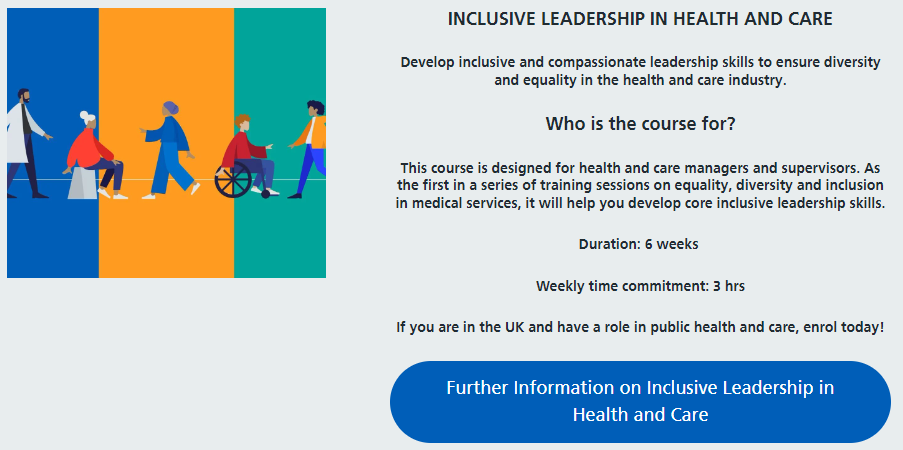 INCLUSIVE LEADERSHIP IN HEALTH AND CARE
Develop inclusive and compassionate leadership skills to ensure diversity
and equality in the health and care industry.
Who is the course for?
This course is designed for health and care managers and supervisors. As
the first in a series of training sessions on equality, diversity and inclusion
in medical services, it will help you develop core inclusive leadership skills.
Duration: 6 weeks
Weekly time commitment: 3 hrs
If you are in the UK and have a role in public health and care, enrol today!
Further Information on Inclusive Leadership in
Health and Care